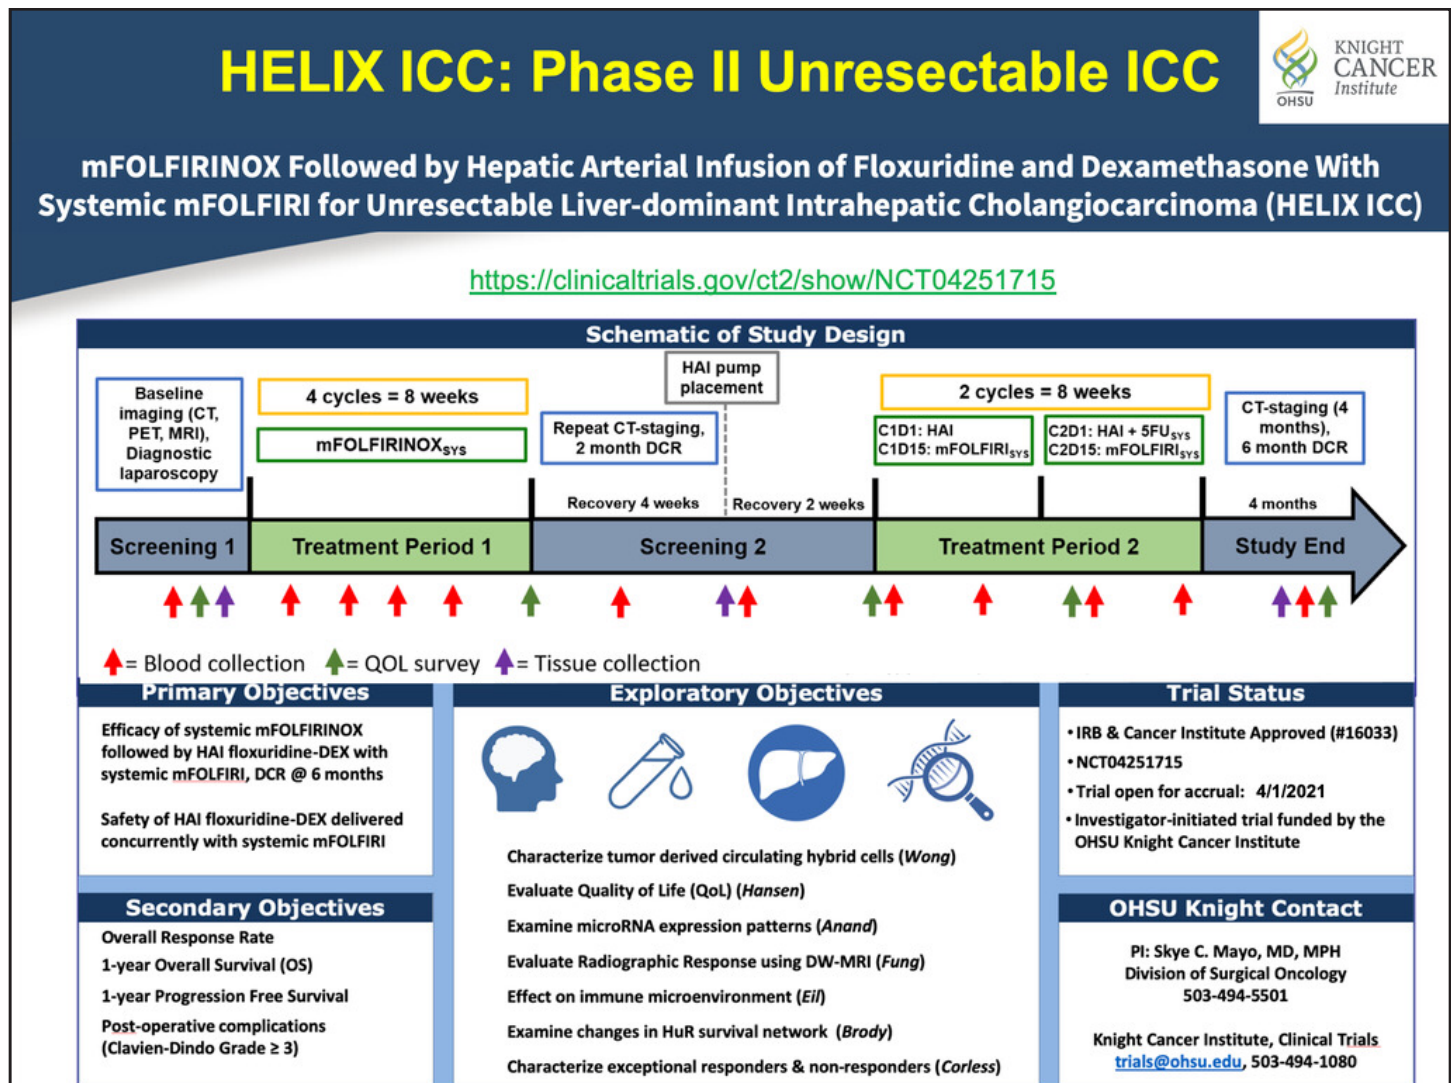 HELIX ICC: Phase II Unresectable ICC
KNIGHT
CANCER
Institute
OHSU
mFOLFIRINOX Followed by Hepatic Arterial Infusion of Floxuridine and Dexamethasone With
Systemic mFOLFIRI for Unresectable Liver-dominant Intrahepatic Cholangiocarcinoma (HELIX ICC)
https://clinicaltrials.gov/ct2/show/NCT04251715
Schematic of Study Design
Baseline
imaging (CT,
PET, MRI),
Diagnostic
laparoscopy
4 cycles = 8 weeks
mFOLFIRINOXSYS
Repeat CT-staging,
2 month DCR
HAI pump
placement
2 cycles = 8 weeks
C1D1: HAI
C1D15: mFOLFIRISYS
C2D1: HAI + 5FUSYS
C2D15: mFOLFIRISYS
CT-staging (4
months),
6 month DCR
Recovery 4 weeks
Recovery 2 weeks
4 months
Screening 1
Treatment Period 1
Screening 2
Treatment Period 2
Study End
= Blood collection
= QOL survey
= Tissue collection
Primary Objectives
Efficacy of systemic mFOLFIRINOX
followed by HAI floxuridine-DEX with
systemic mFOLFIRI, DCR @ 6 months
Safety of HAI floxuridine-DEX delivered
concurrently with systemic mFOLFIRI
Secondary Objectives
Overall Response Rate
1-year Overall Survival (OS)
1-year Progression Free Survival
Post-operative complications
(Clavien-Dindo Grade ≥ 3)
Exploratory Objectives
Characterize tumor derived circulating hybrid cells (Wong)
Evaluate Quality of Life (QoL) (Hansen)
Examine microRNA expression patterns (Anand)
Evaluate Radiographic Response using DW-MRI (Fung)
Effect on immune microenvironment (Eil)
Examine changes in HuR survival network (Brody)
Characterize exceptional responders & non-responders (Corless)
Trial Status
• IRB & Cancer Institute Approved (#16033)
• NCT04251715
• Trial open for accrual: 4/1/2021
• Investigator-initiated trial funded by the
OHSU Knight Cancer Institute
OHSU Knight Contact
PI: Skye C. Mayo, MD, MPH
Division of Surgical Oncology
503-494-5501
Knight Cancer Institute, Clinical Trials
trials@ohsu.edu, 503-494-1080